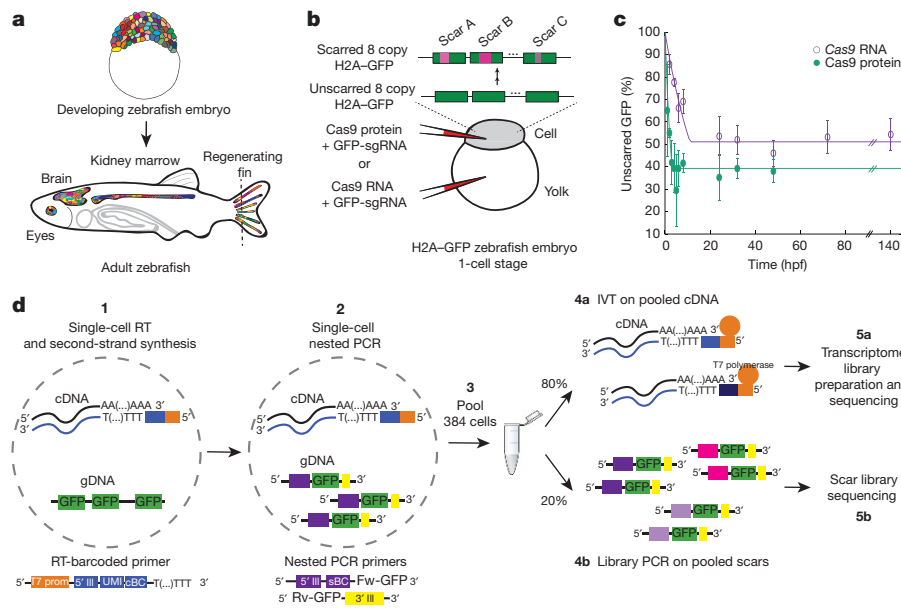 a
Developing zebrafish embryo
Kidney marrow
Regenerating
fin
Brain
Eyes
Adult zebrafish
b
Scar A
Scar B
Scar C
Scarred 8 copy
H2A–GFP
...
Unscarred 8 copy
H2A–GFP
...
Cas9 protein
+ GFP-sgRNA
or
Cas9 RNA
+ GFP-sgRNA
Cell
Yolk
H2A–GFP zebrafish embryo
1-cell stage
c
Unscarred GFP (%)
100
90
80
70
60
50
40
30
20
10
Cas9 RNA
Cas9 protein
0
20
40
60
80
140
Time (hpf)
d
1
Single-cell RT
and second-strand synthesis
cDNA
AA(...)AAA 3′
T(...)TTT 5′
3′
gDNA
GFP GFP GFP
RT-barcoded primer
5′ T7 prom 5′ Ill UMI cBC T(...)TTT 3′
2
Single-cell
nested PCR
cDNA
AA(...)AAA 3′
T(...)TTT 5′
3′
gDNA
5′ GFP 3′
5′ GFP 3′
5′ GFP 3′
Nested PCR primers
5′ 5′ Ill sBC Fw-GFP 3′
5′ Rv-GFP 3′ Ill 3′
3
Pool
384 cells
80%
20%
4a IVT on pooled cDNA
cDNA
AA(...)AAA 3′
T(...)TTT 5′
3′
T7 polymerase
AA(...)AAA 3′
T(...)TTT 5′
3′
5a
Transcriptome
library
preparation and
sequencing
5′ GFP 3′
5′ GFP 3′
5′ GFP 3′
5′ GFP 3′
5′ GFP 3′
5′ GFP 3′
4b Library PCR on pooled scars
Scar library
sequencing
5b